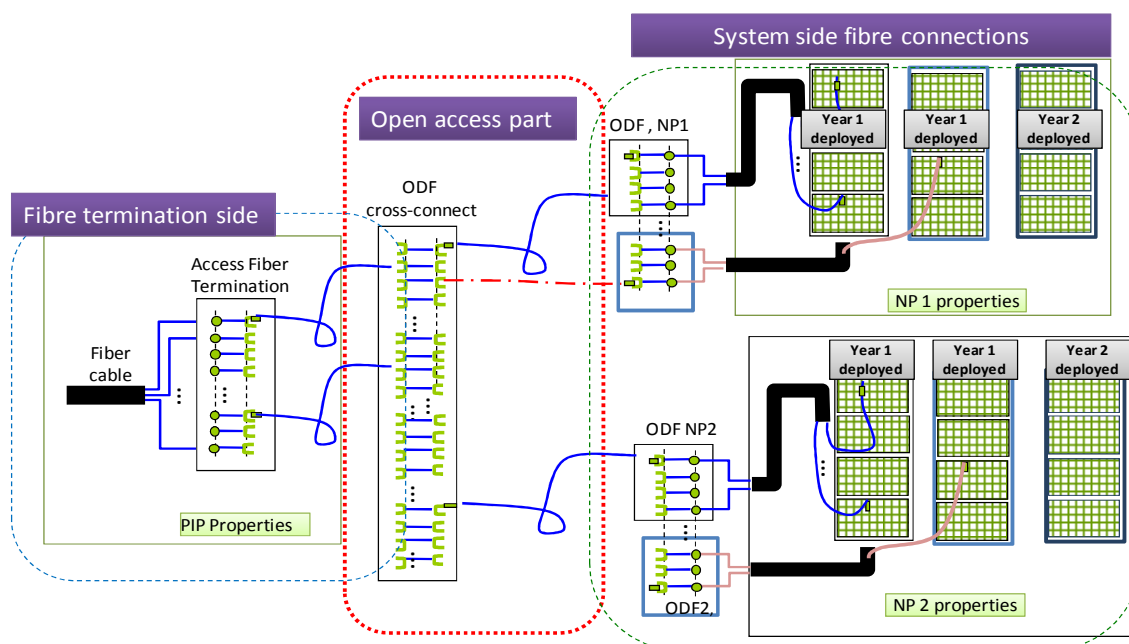 System side fibre connections
Open access part
Fibre termination side
ODF , NP1
Year 1
deployed
Year 1
deployed
Year 2
deployed
ODF
cross-connect
Access Fiber
Termination
Fiber
cable
PIP Properties
NP 1 properties
Year 1
deployed
Year 1
deployed
Year 2
deployed
ODF NP2
ODF2,
NP 2 properties